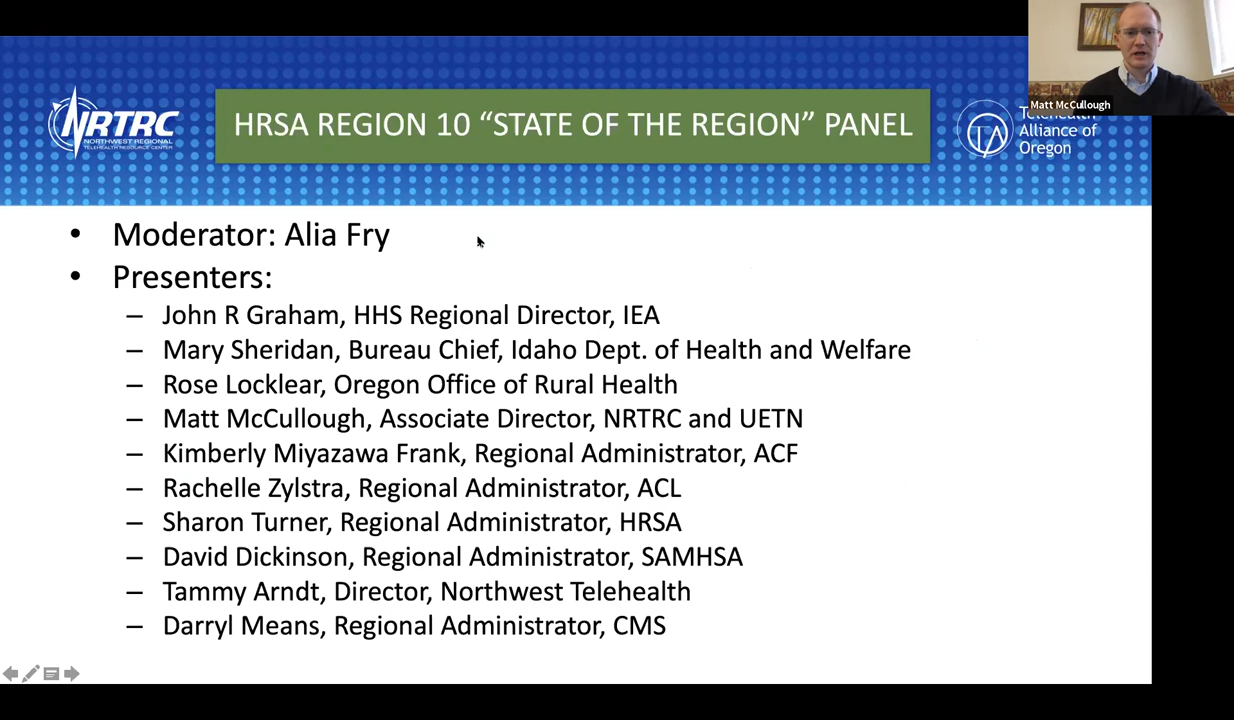 NRTRC
NORTHWEST REGIONAL
TELEHEALTH RESOURCE CENTER
HRSA REGION 10 “STATE OF THE REGION” PANEL
Matt McCullough
Telehealth
Alliance of
Oregon
• Moderator: Alia Fry
• Presenters:
– John R Graham, HHS Regional Director, IEA
– Mary Sheridan, Bureau Chief, Idaho Dept. of Health and Welfare
– Rose Locklear, Oregon Office of Rural Health
– Matt McCullough, Associate Director, NRTRC and UETN
– Kimberly Miyazawa Frank, Regional Administrator, ACF
– Rachelle Zylstra, Regional Administrator, ACL
– Sharon Turner, Regional Administrator, HRSA
– David Dickinson, Regional Administrator, SAMHSA
– Tammy Arndt, Director, Northwest Telehealth
– Darryl Means, Regional Administrator, CMS